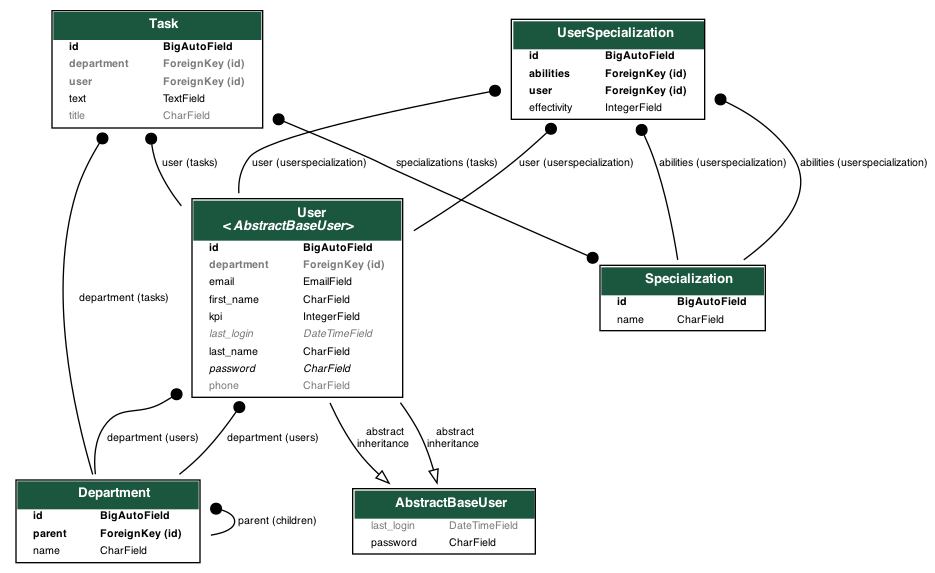 Task
id BigAutoField
department ForeignKey (id)
user ForeignKey (id)
text TextField
title CharField
UserSpecialization
id BigAutoField
abilities ForeignKey (id)
user ForeignKey (id)
effectivity IntegerField
user (tasks)
user (userspecialization)
specializations (tasks)
user (userspecialization)
abilities (userspecialization)
abilities (userspecialization)
User
< AbstractBaseUser>
id BigAutoField
department ForeignKey (id)
email EmailField
first_name CharField
kpi IntegerField
last_login DateTimeField
last_name CharField
password CharField
phone CharField
Specialization
id BigAutoField
name CharField
department (tasks)
department (users)
department (users)
abstract
inheritance
abstract
inheritance
Department
id BigAutoField
parent ForeignKey (id)
name CharField
parent (children)
AbstractBaseUser
last_login DateTimeField
password CharField